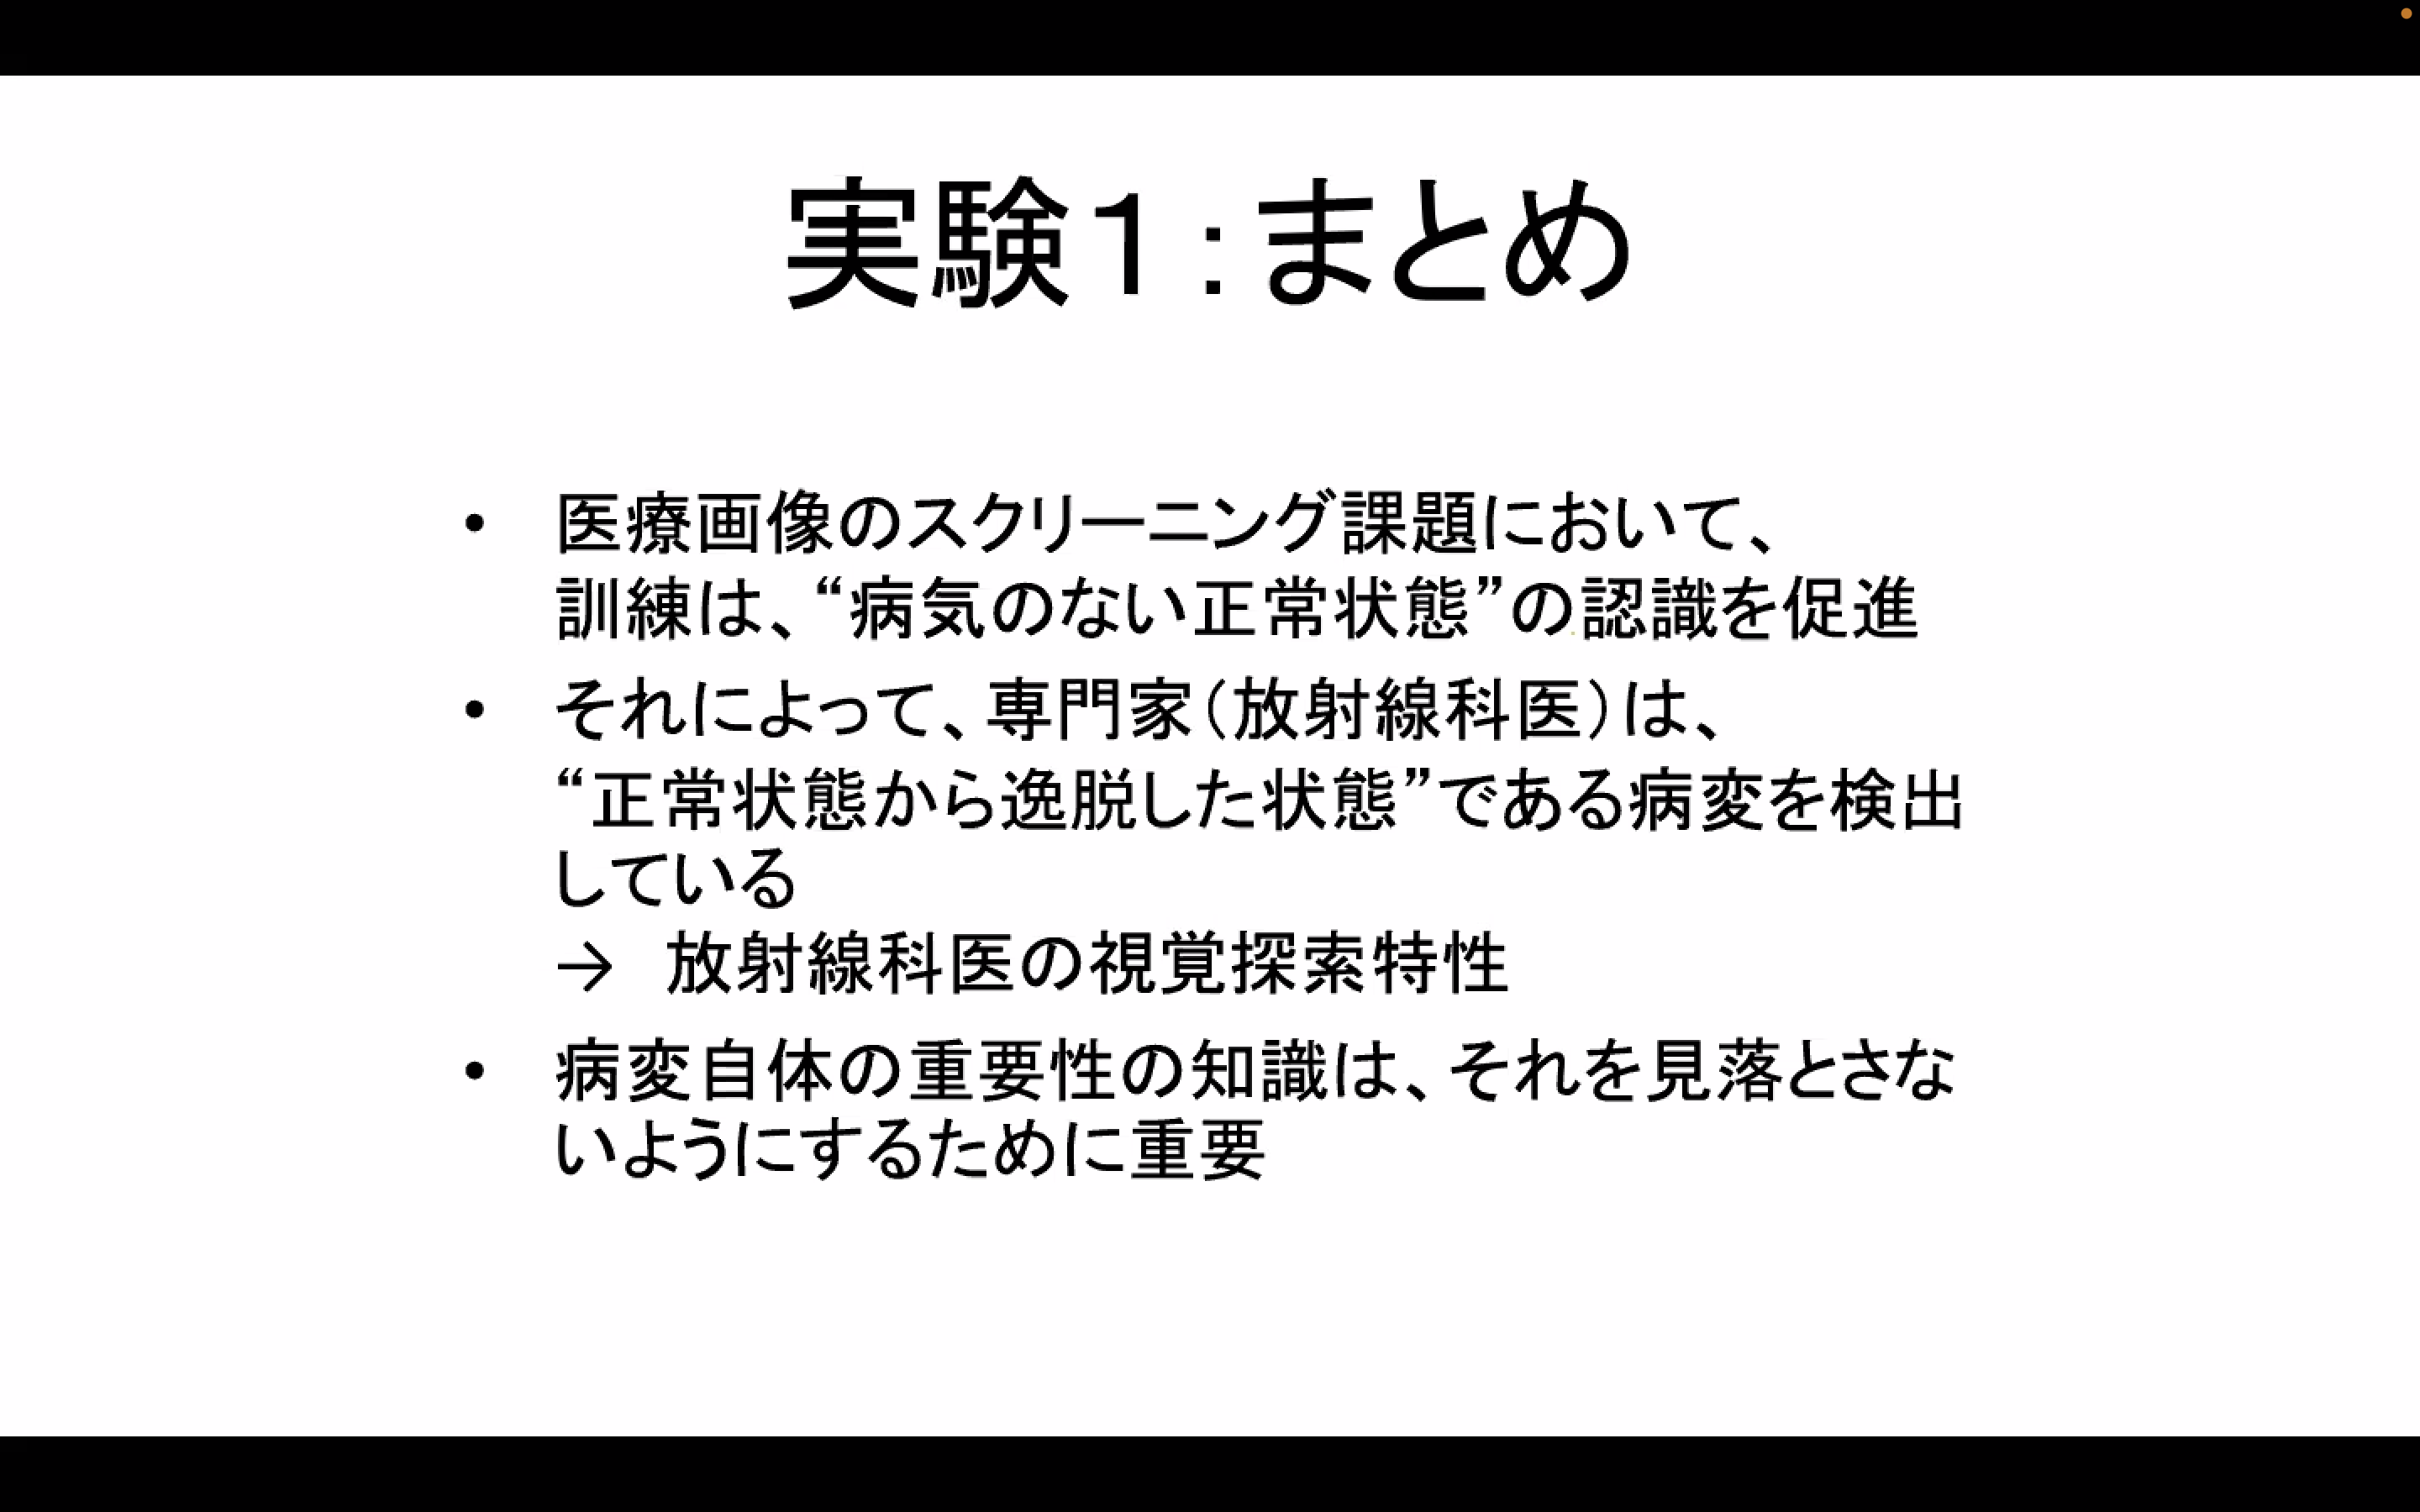 実験１：まとめ
• 医療画像のスクリーニング課題において、
訓練は、“病気のない正常状態”の認識を促進
• それによって、専門家（放射線科医）は、
“正常状態から逸脱した状態”である病変を検出
している
→　放射線科医の視覚探索特性
• 病変自体の重要性の知識は、それを見落とさな
いようにするために重要